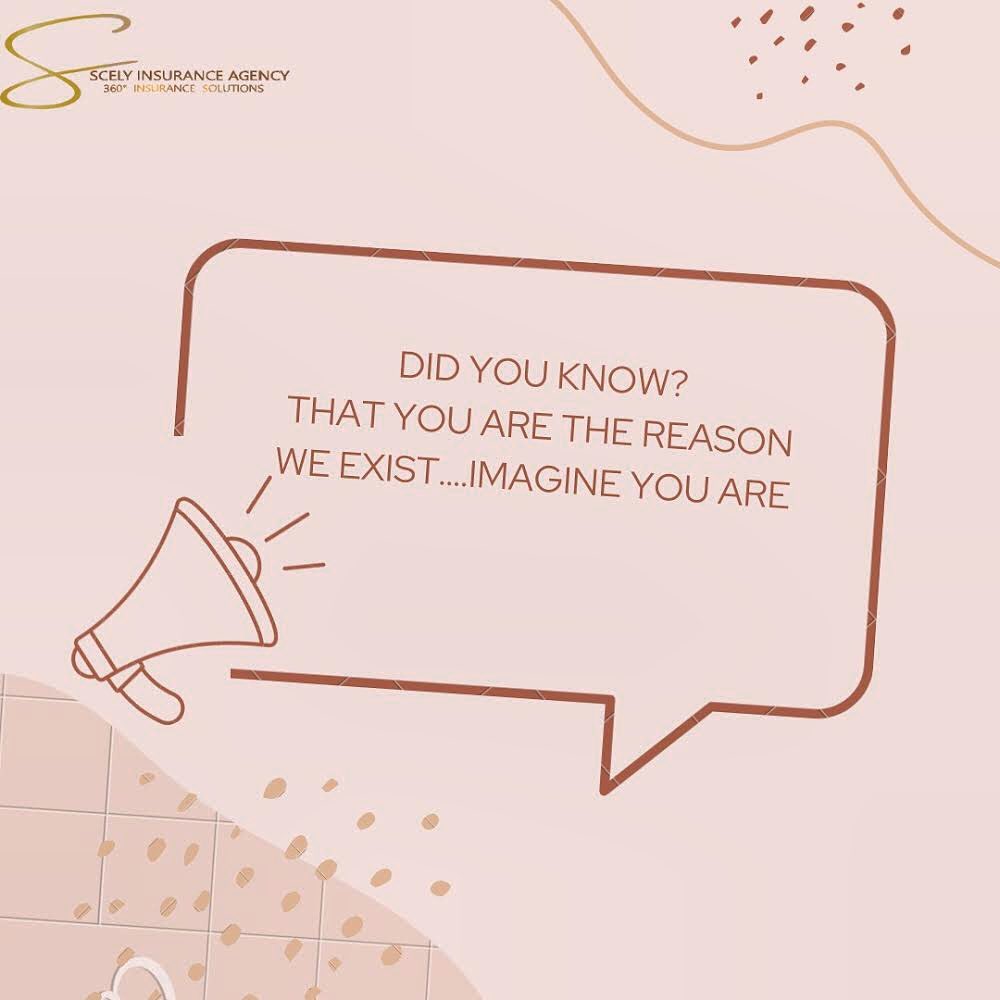 SCELY INSURANCE AGENCY
360° INSURANCE SOLUTIONS
DID YOU KNOW?
THAT YOU ARE THE REASON
WE EXIST....IMAGINE YOU ARE